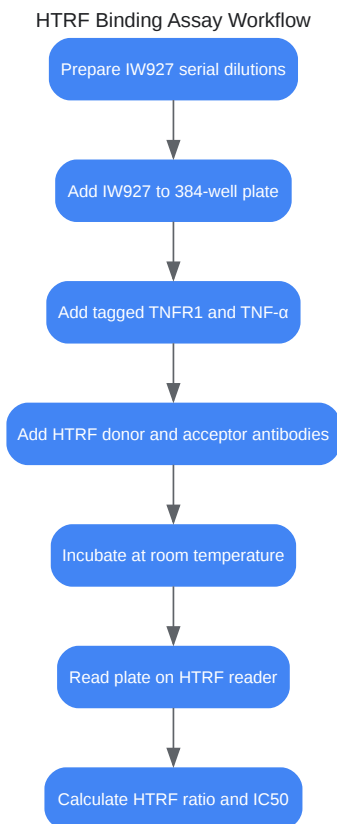 HTRF Binding Assay Workflow
Prepare IW927 serial dilutions
Add IW927 to 384-well plate
Add tagged TNFR1 and TNF-α
Add HTRF donor and acceptor antibodies
Incubate at room temperature
Read plate on HTRF reader
Calculate HTRF ratio and IC50